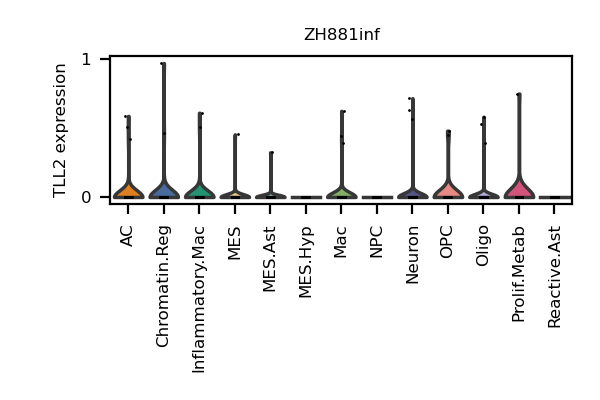 ZH881inf
TLL2 expression
1
0
AC
Chromatin.Reg
Inflammatory.Mac
MES
MES.Ast
MES.Hyp
Mac
NPC
Neuron
OPC
Oligo
Prolif.Metab
Reactive.Ast